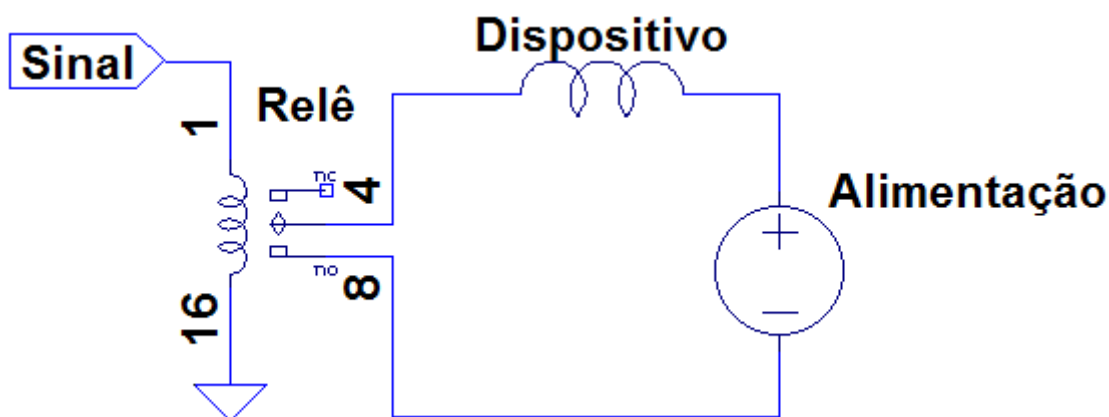 Dispositivo
Sinal
Relê
1
nc
4
Alimentação
no
8
16